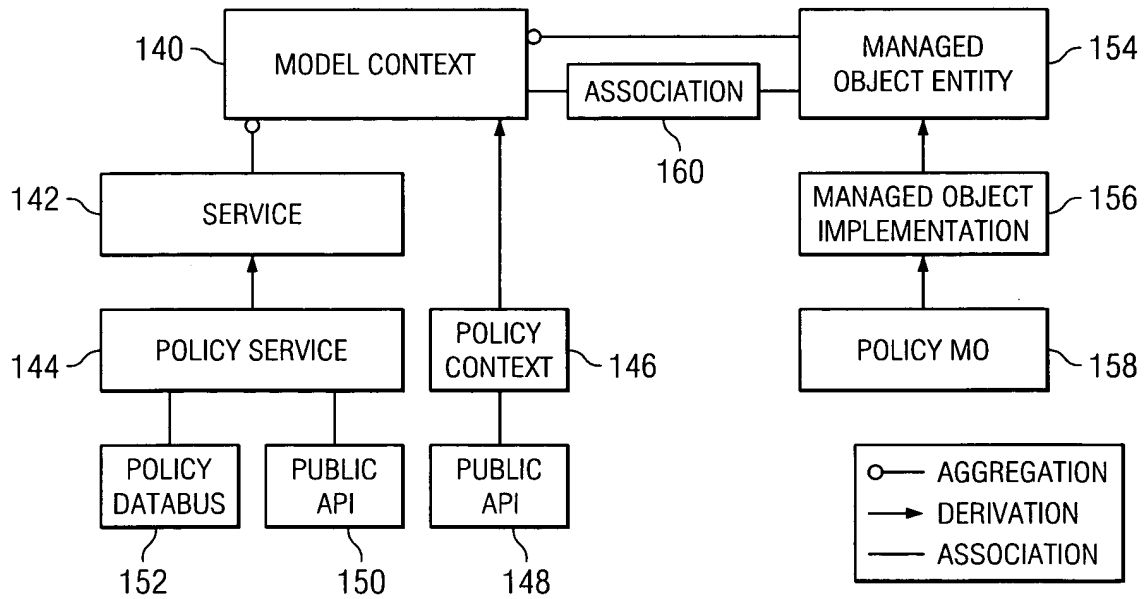 140
MODEL CONTEXT
MANAGED
OBJECT ENTITY
154
ASSOCIATION
160
142
SERVICE
MANAGED OBJECT
IMPLEMENTATION
156
144
POLICY SERVICE
POLICY
CONTEXT
146
POLICY MO
158
POLICY
DATABUS
PUBLIC
API
PUBLIC
API
152
150
148
AGGREGATION
DERIVATION
ASSOCIATION